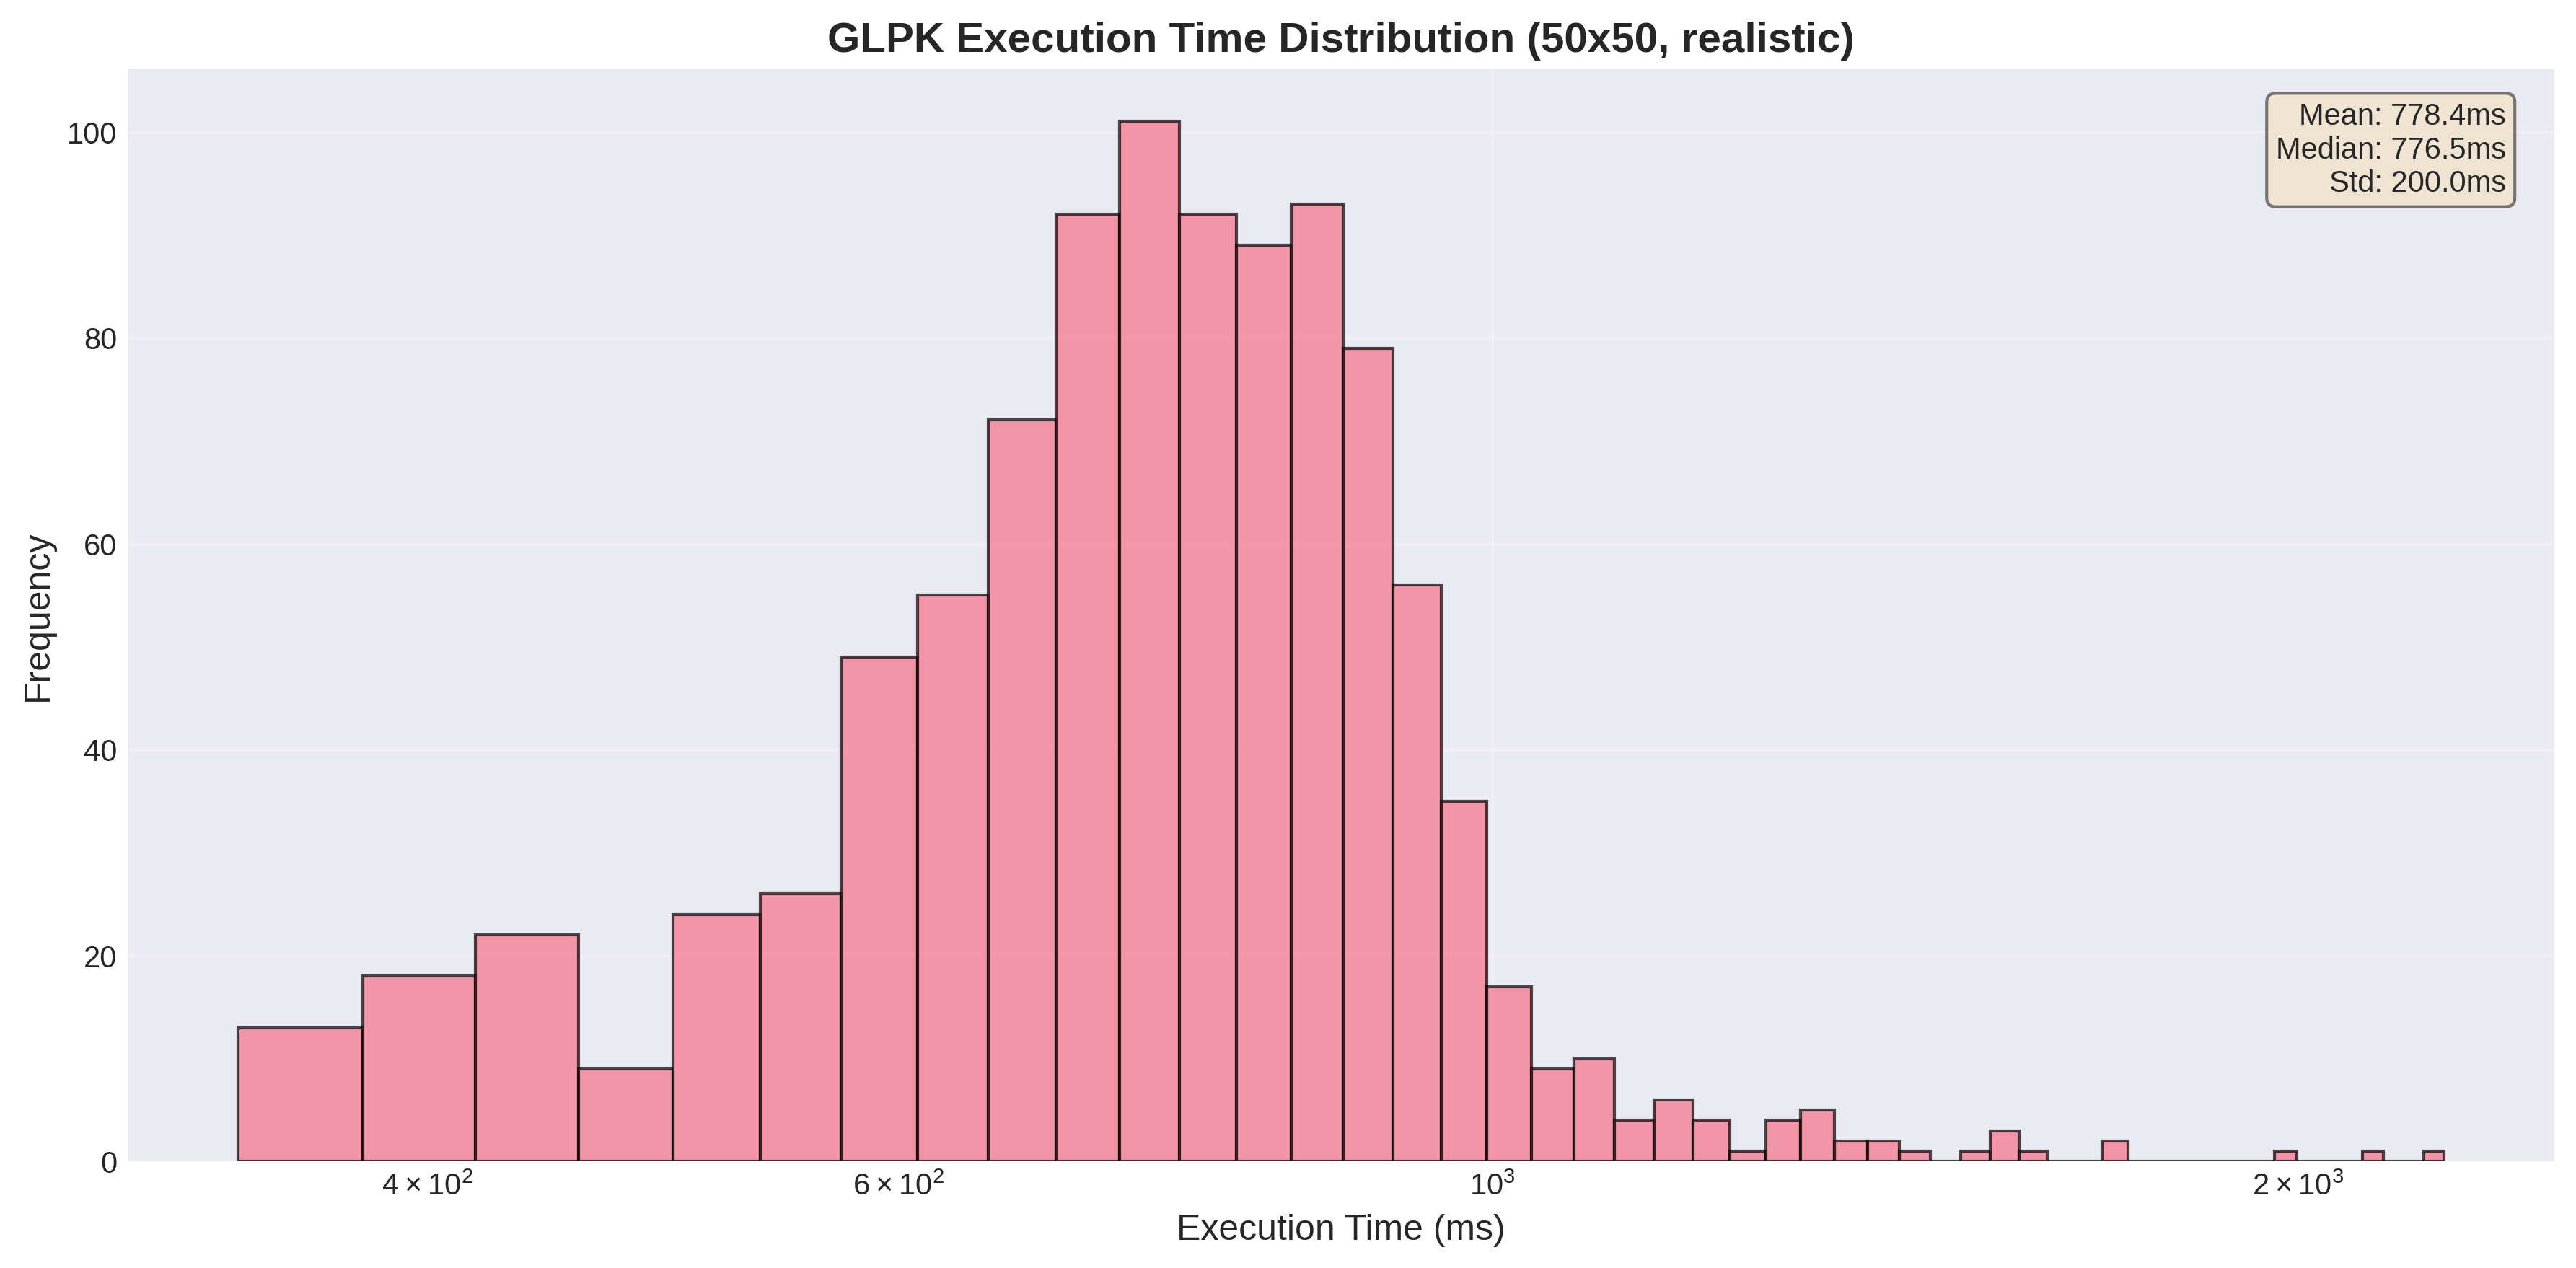 GLPK Execution Time Distribution (50x50, realistic)
Mean: 778.4ms
Median: 776.5ms
Std: 200.0ms
Frequency
100
80
60
40
20
0
4 × 10² 6 × 10² 10³ 2 × 10³
Execution Time (ms)